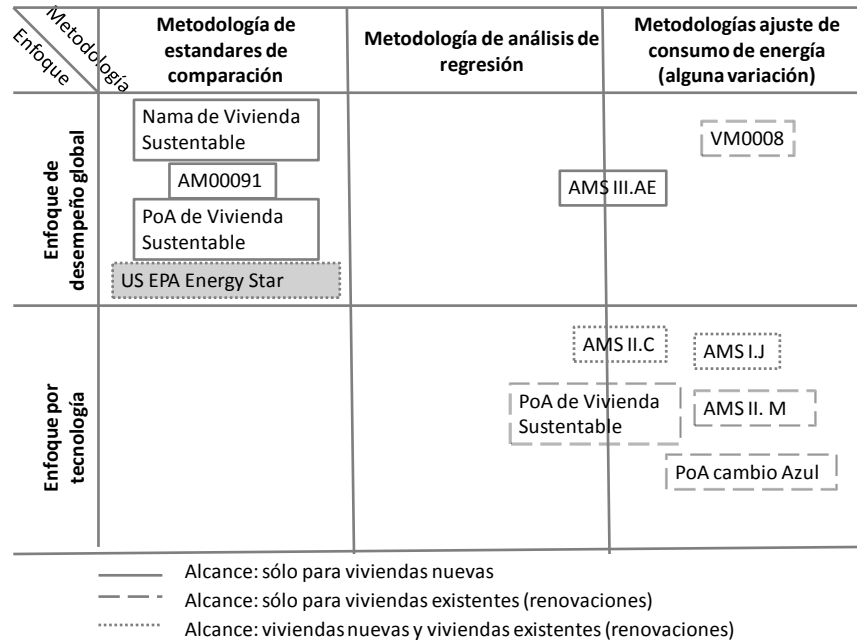 iMetodología
Enfoque
Metodología de
estandares de
comparación
Metodología de análisis de
regresión
Metodologías ajuste de
consumo de energía
(alguna variación)
Enfoque de
desempeño global
Nama de Vivienda
Sustentable
AM00091
PoA de Vivienda
Sustentable
US EPA Energy Star
AMS III.AE
VM0008
Enfoque por
tecnología
AMS II.C
AMS I.J
PoA de Vivienda
Sustentable
AMS II. M
PoA cambio Azul
Alcance: sólo para viviendas nuevas
Alcance: sólo para viviendas existentes (renovaciones)
Alcance: viviendas nuevas y viviendas existentes (renovaciones)